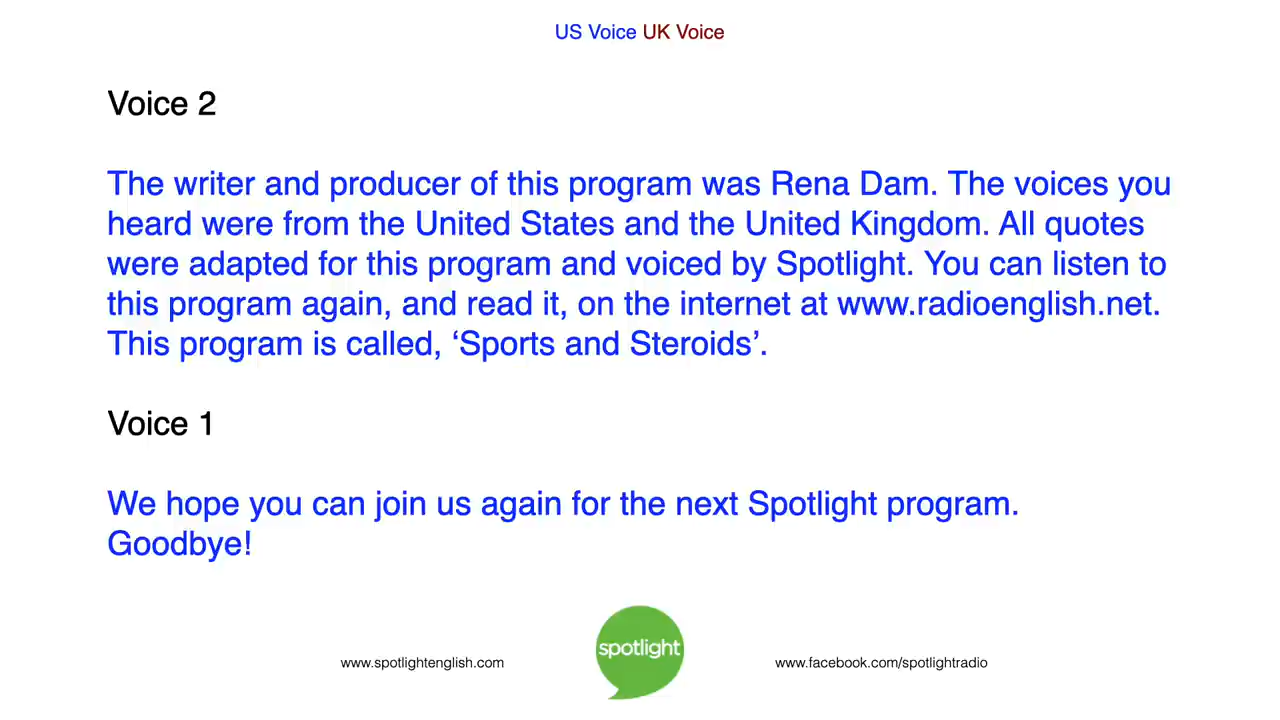 US Voice UK Voice
Voice 2
The writer and producer of this program was Rena Dam. The voices you
heard were from the United States and the United Kingdom. All quotes
were adapted for this program and voiced by Spotlight. You can listen to
this program again, and read it, on the internet at www.radioenglish.net.
This program is called, ‘Sports and Steroids’.
Voice 1
We hope you can join us again for the next Spotlight program.
Goodbye!
www.spotlightenglish.com
spotlight
www.facebook.com/spotlightradio